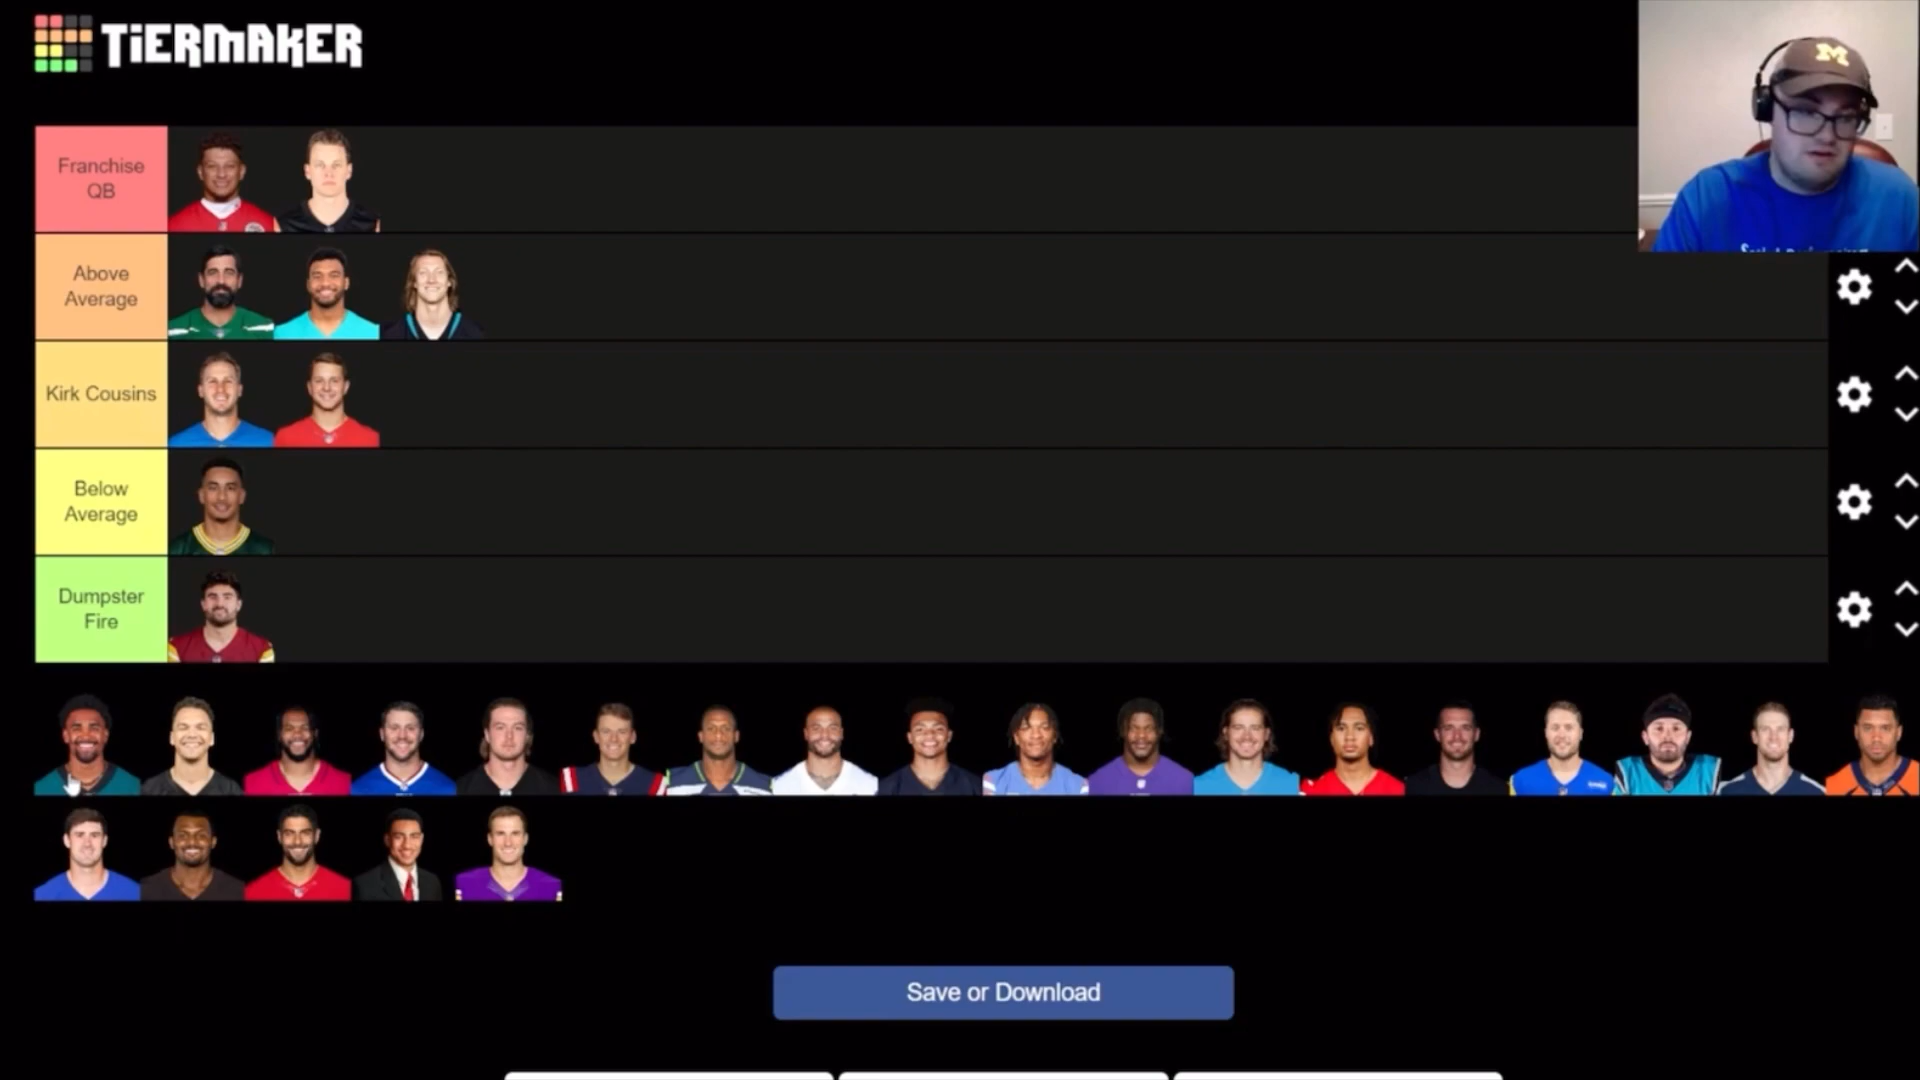 TiERMAKER
M
Franchise
QB
Above
Average
Kirk Cousins
Below
Average
Dumpster
Fire
Save or Download